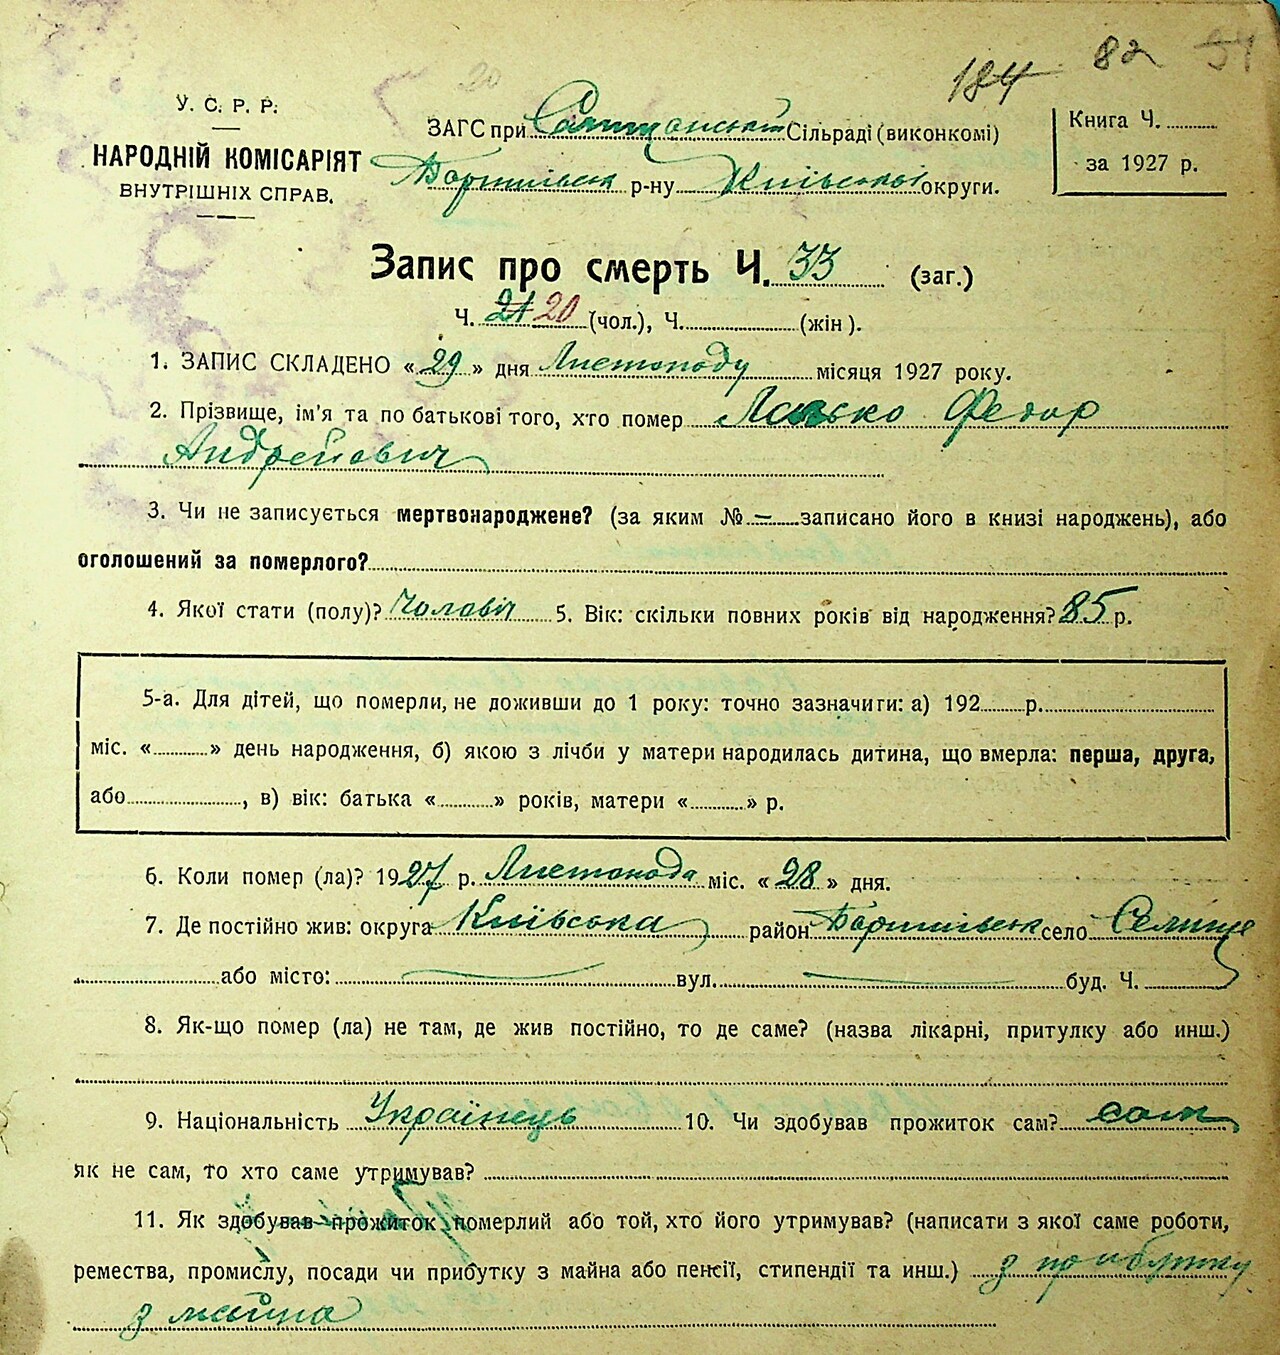 184 82 54
У. С. Р. Р.
НАРОДНІЙ КОМІСАРІЯТ
ВНУТРІШНІХ СПРАВ.
ЗАГС при Сільраді (виконкомі)
р-ну Київської округи.
Книга Ч.
за 1927 р.
Запис про смерть Ч. 33 (заг.)
Ч. 21 20 (чол.), Ч. (жін).
1. ЗАПИС СКЛАДЕНО «29» дня Листопаду місяця 1927 року.
2. Прізвище, ім'я та по батькові того, хто помер Федир
Андрейович
3. Чи не записується мертвонароджене? (за яким № — записано його в книзі народжень), або
оголошений за померлого?
4. Якої стати (полу)? Чоловіч 5. Вік: скільки повних років від народження? 85 р.
5-а. Для дітей, що померли, не доживши до 1 року: точно зазначити: а) 192 р.
міс. « » день народження, б) якою з лічби у матери народилась дитина, що вмерла: перша, друга,
або , в) вік: батька « » років, матери « » р.
6. Коли помер (ла)? 1927 р. Листопада міс. «28» дня.
7. Де постійно жив: округа Київська район село Селище
або місто: вул. буд. Ч.
8. Як-що помер (ла) не там, де жив постійно, то де саме? (назва лікарні, притулку або инш.)
9. Національність Українець 10. Чи здобував прожиток сам? сам
як не сам, то хто саме утримував?
11. Як здобував прожиток померлий або той, хто його утримував? (написати з якої саме роботи,
ремества, промислу, посади чи прибутку з майна або пенсії, стипендії та инш.) з прибутку
з майна